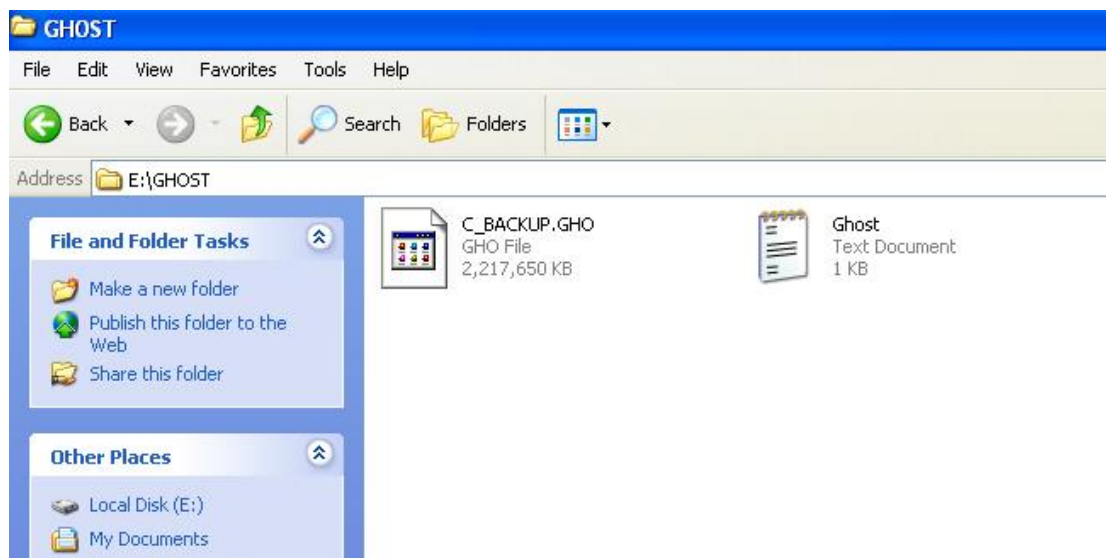 GHOST
File Edit View Favorites Tools Help
Back Search Folders
Address E:\GHOST
File and Folder Tasks
Make a new folder
Publish this folder to the
Web
Share this folder
Other Places
Local Disk (E:)
My Documents
C_BACKUP.GHO
GHO File
2,217,650 KB
Ghost
Text Document
1 KB